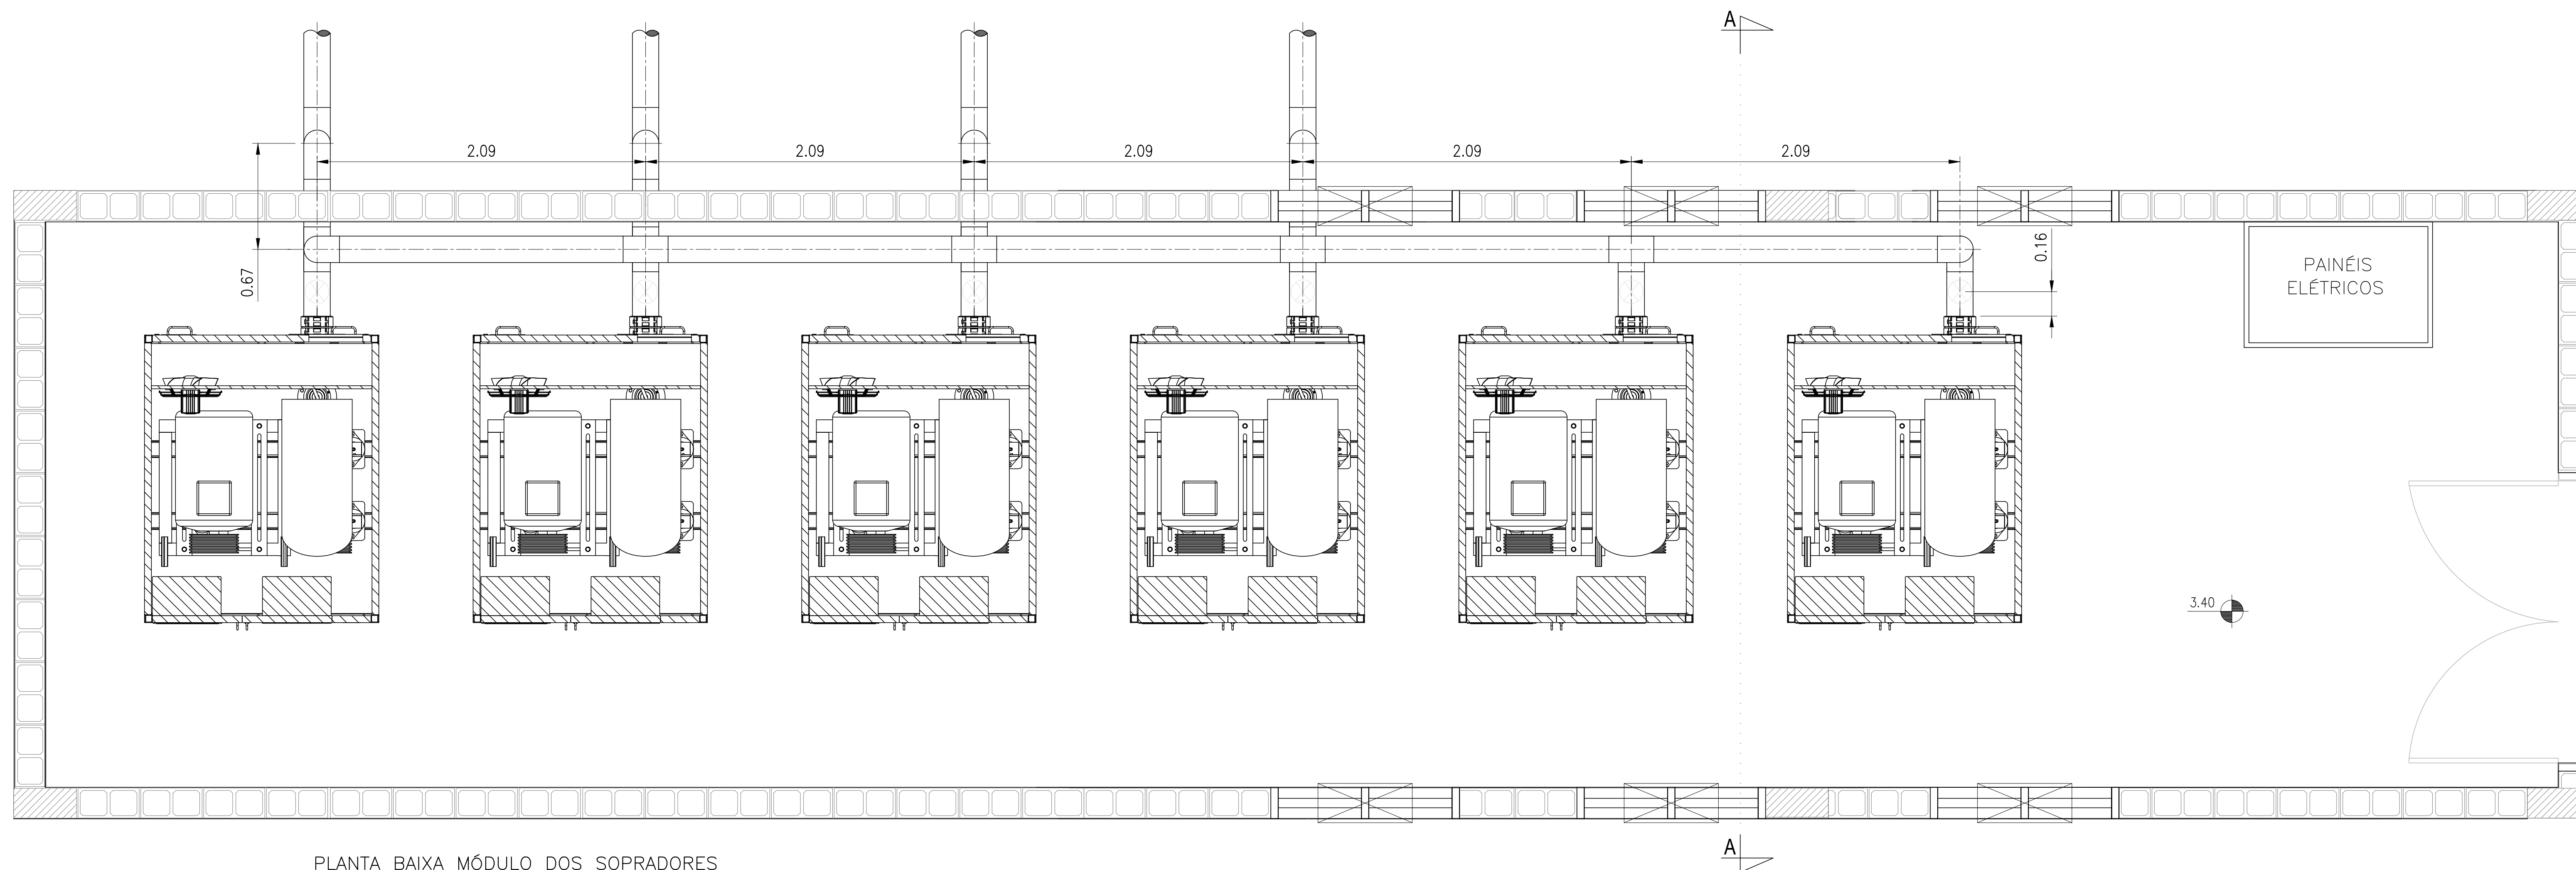 A
2.09
2.09
2.09
2.09
2.09
0.67
0.16
PAINÉIS
ELÉTRICOS
3.40
A
PLANTA BAIXA MÓDULO DOS SOPRADORES